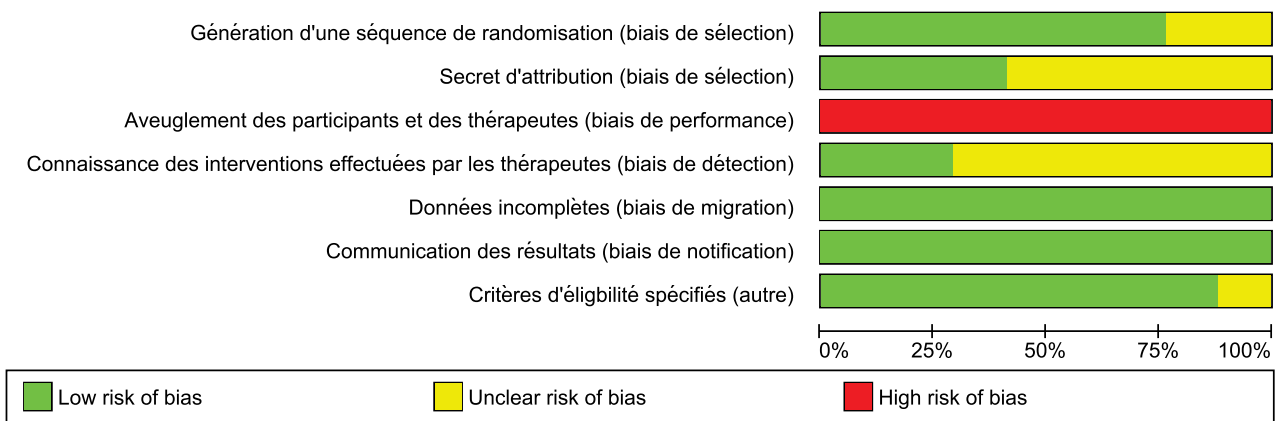 Génération d'une séquence de randomisation (biais de sélection)
Secret d'attribution (biais de sélection)
Aveuglement des participants et des thérapeutes (biais de performance)
Connaissance des interventions effectuées par les thérapeutes (biais de détection)
Données incomplètes (biais de migration)
Communication des résultats (biais de notification)
Critères d'éligbilité spécifiés (autre)
0% 25% 50% 75% 100%
Low risk of bias Unclear risk of bias High risk of bias